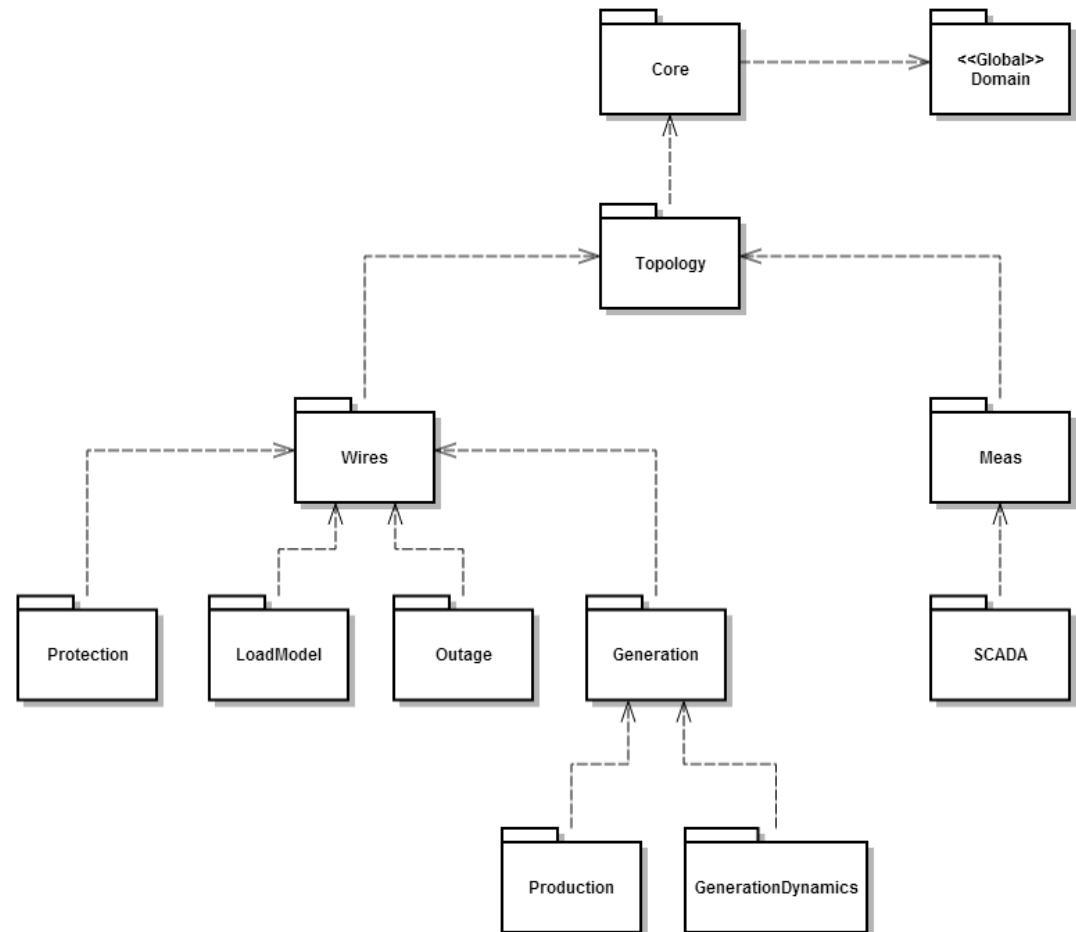 Core
<<Global>>
Domain
Topology
Wires
Meas
Protection
LoadModel
Outage
Generation
SCADA
Production
GenerationDynamics